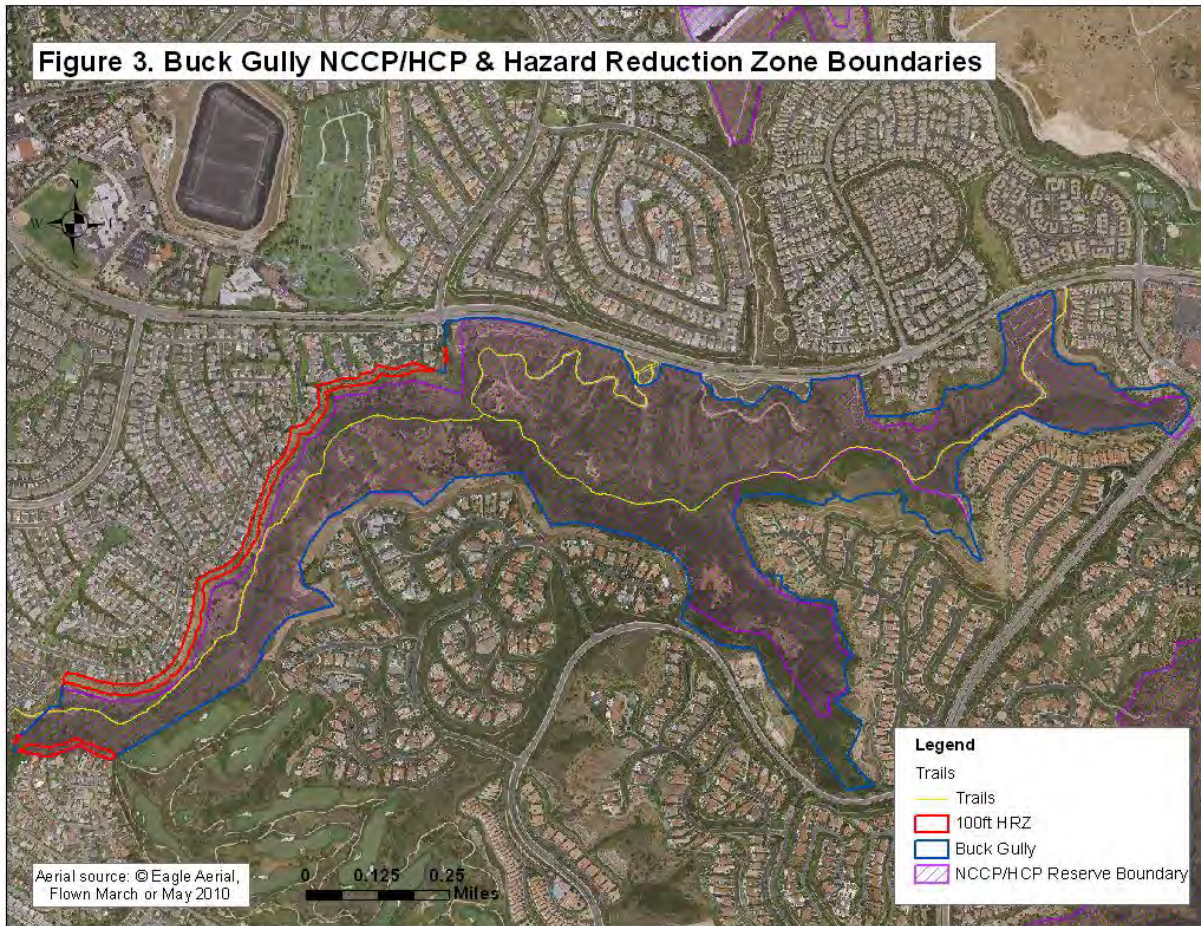 Figure 3. Buck Gully NCCP/HCP & Hazard Reduction Zone Boundaries
Legend
Trails
Trails
100ft HRZ
Buck Gully
NCCP/HCP Reserve Boundary
Aerial source: © Eagle Aerial,
Flown March or May 2010
0 0.125 0.25
Miles